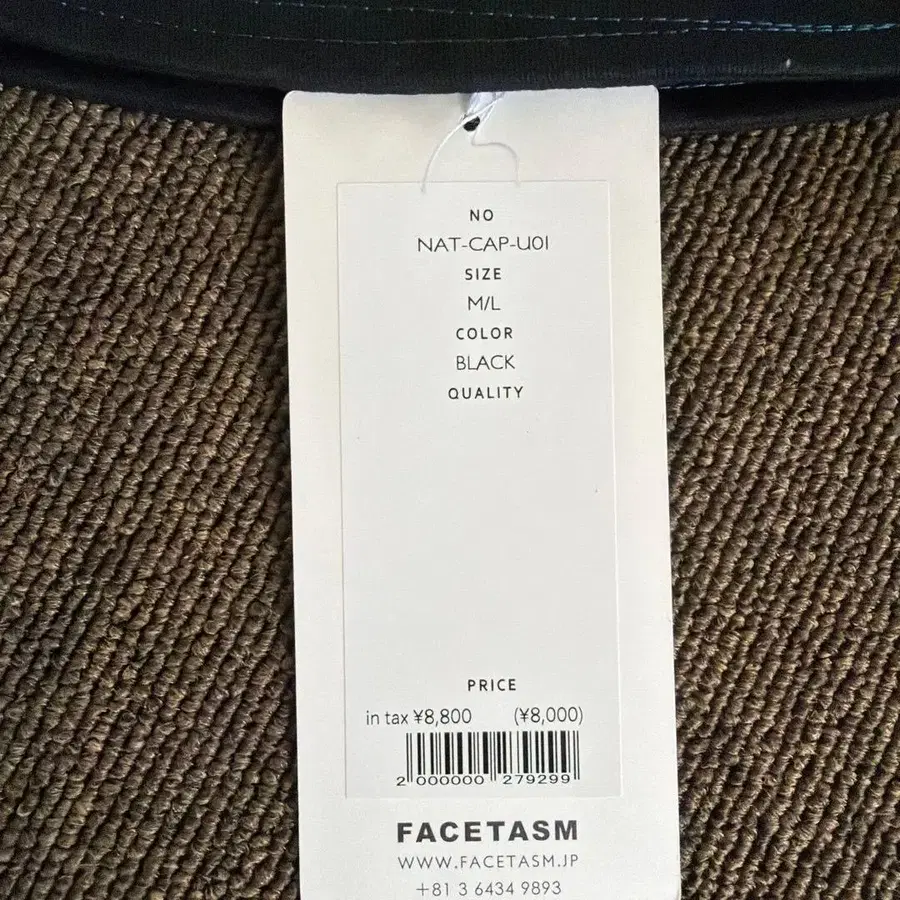 NO
NAT-CAP-U01
SIZE
M/L
COLOR
BLACK
QUALITY
PRICE
in tax ¥8,800 (¥8,000)
2 000000 279299
FACETASM
WWW.FACETASM.JP
+81 3 6434 9893